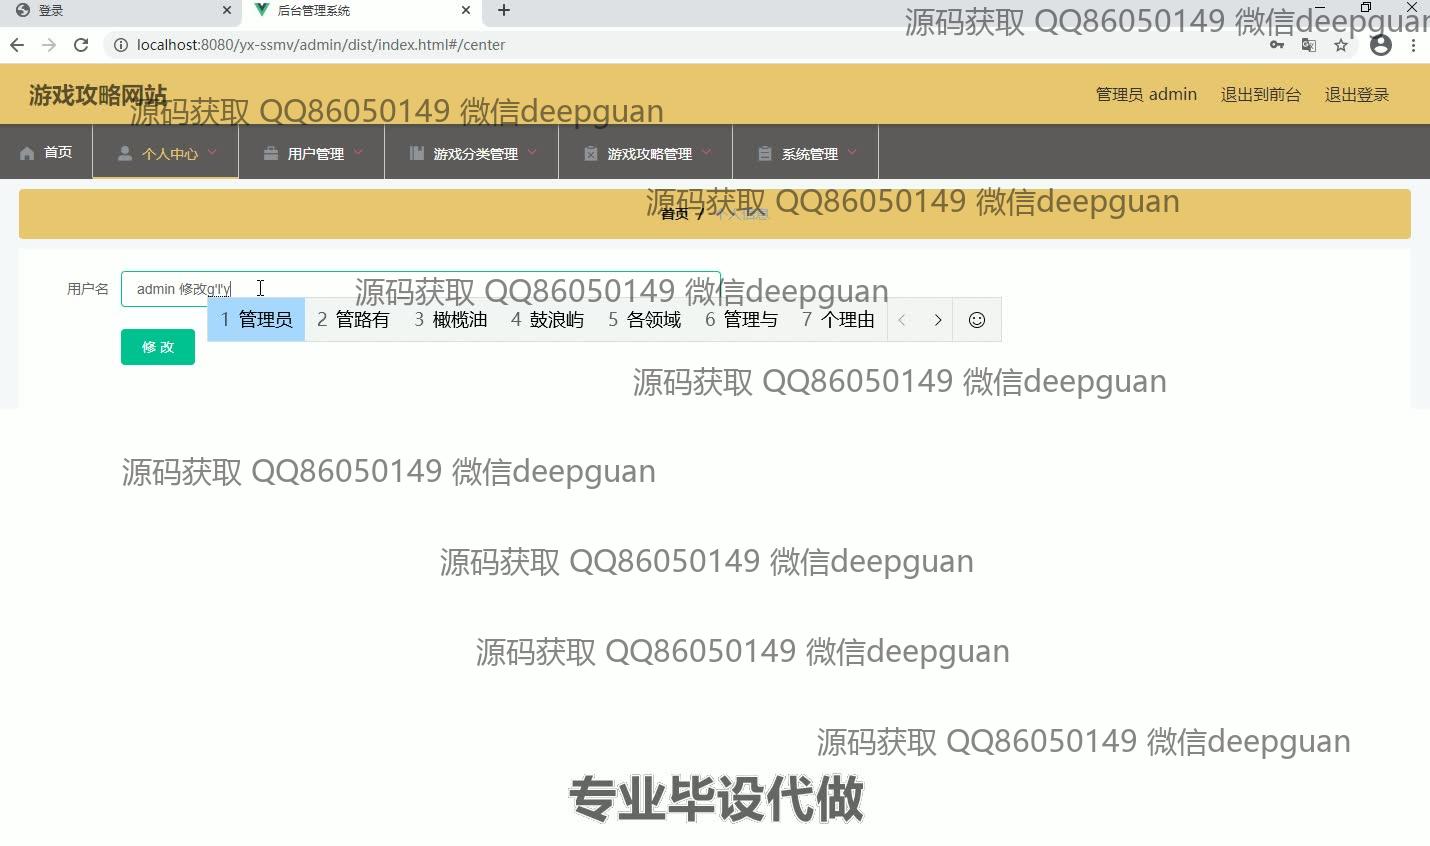 登录
后台管理系统
localhost:8080/yx-ssmv/admin/dist/index.html#/center
源码获取 QQ86050149 微信deepguan
游戏攻略网站
管理员 admin
退出到前台
退出登录
源码获取 QQ86050149 微信deepguan
首页
个人中心
用户管理
游戏分类管理
游戏攻略管理
系统管理
源码获取 QQ86050149 微信deepguan
首页 / 个人信息
用户名
admin 修改g'l'y
源码获取 QQ86050149 微信deepguan
1 管理员 2 管路有 3 橄榄油 4 鼓浪屿 5 各领域 6 管理与 7 个理由
修 改
源码获取 QQ86050149 微信deepguan
源码获取 QQ86050149 微信deepguan
源码获取 QQ86050149 微信deepguan
源码获取 QQ86050149 微信deepguan
源码获取 QQ86050149 微信deepguan
专业毕设代做